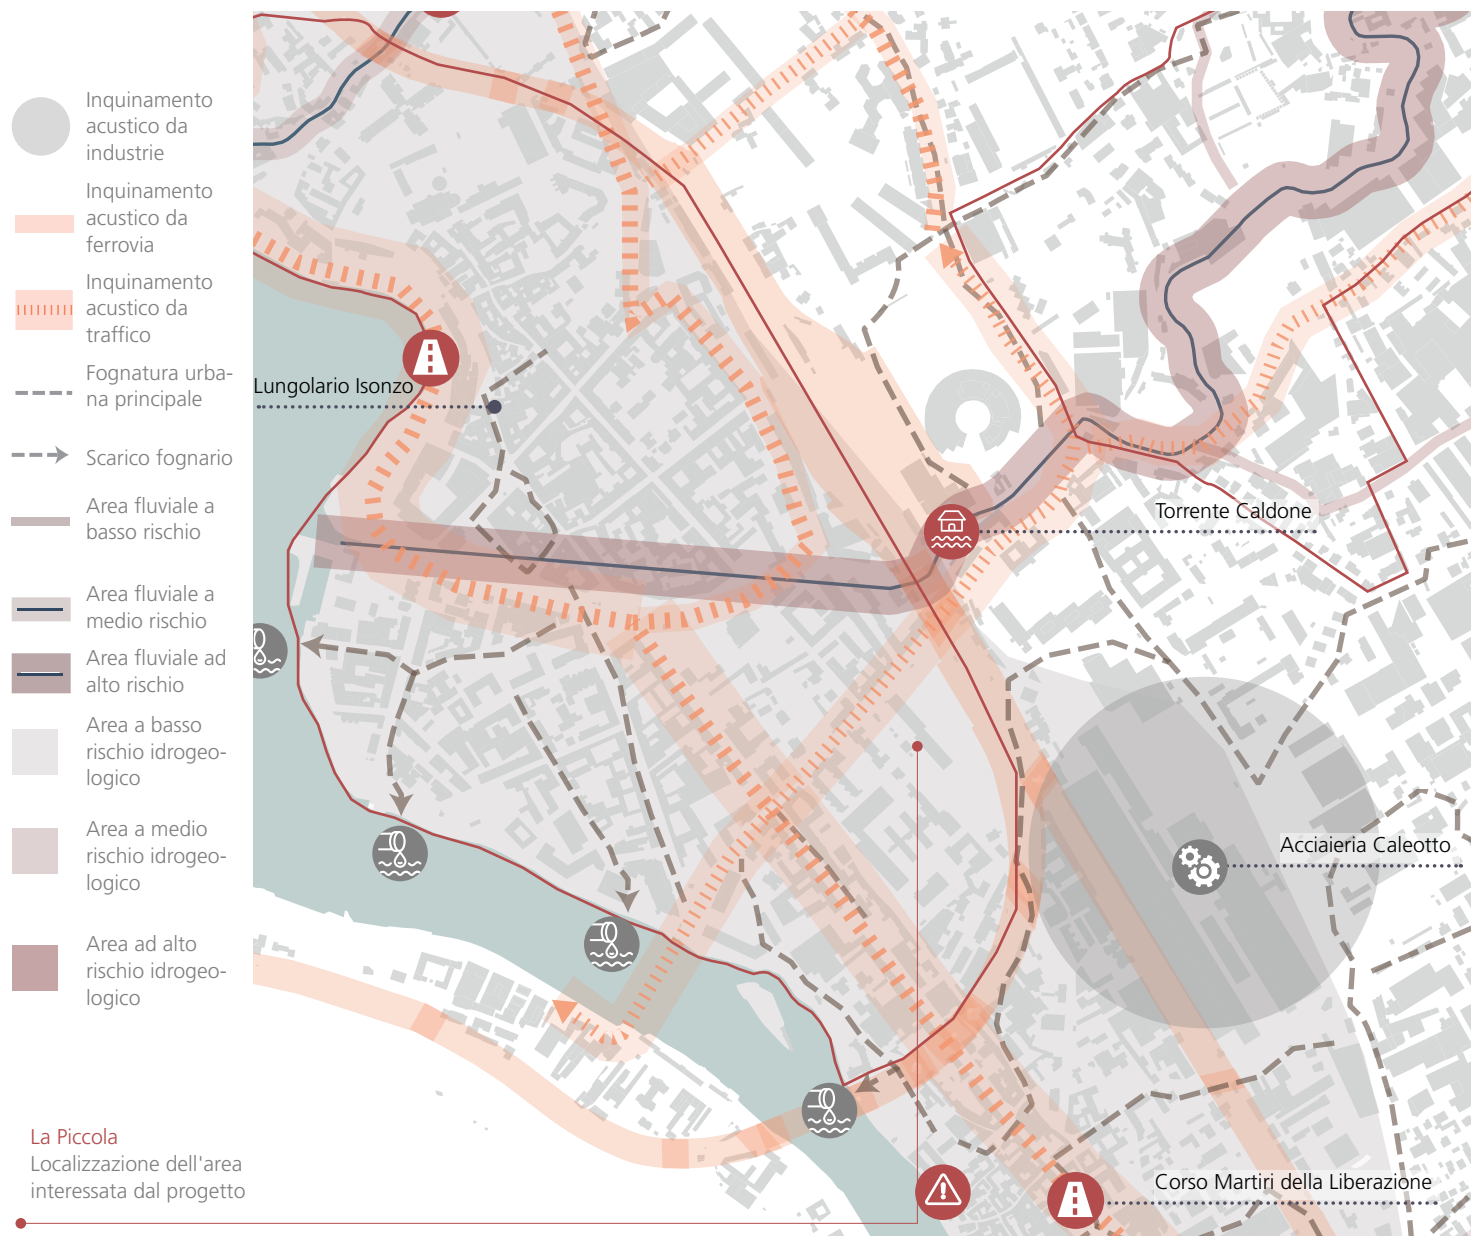 Inquinamento
acustico da
industrie
Inquinamento
acustico da
ferrovia
Inquinamento
acustico da
traffico
Fognatura urba-
na principale
Scarico fognario
Area fluviale a
basso rischio
Area fluviale a
medio rischio
Area fluviale ad
alto rischio
Area a basso
rischio idrogeo-
logico
Area a medio
rischio idrogeo-
logico
Area ad alto
rischio idrogeo-
logico
La Piccola
Localizzazione dell'area
interessata dal progetto
Lungolario Isonzo
Torrente Caldone
Acciaieria Caleotto
Corso Martiri della Liberazione